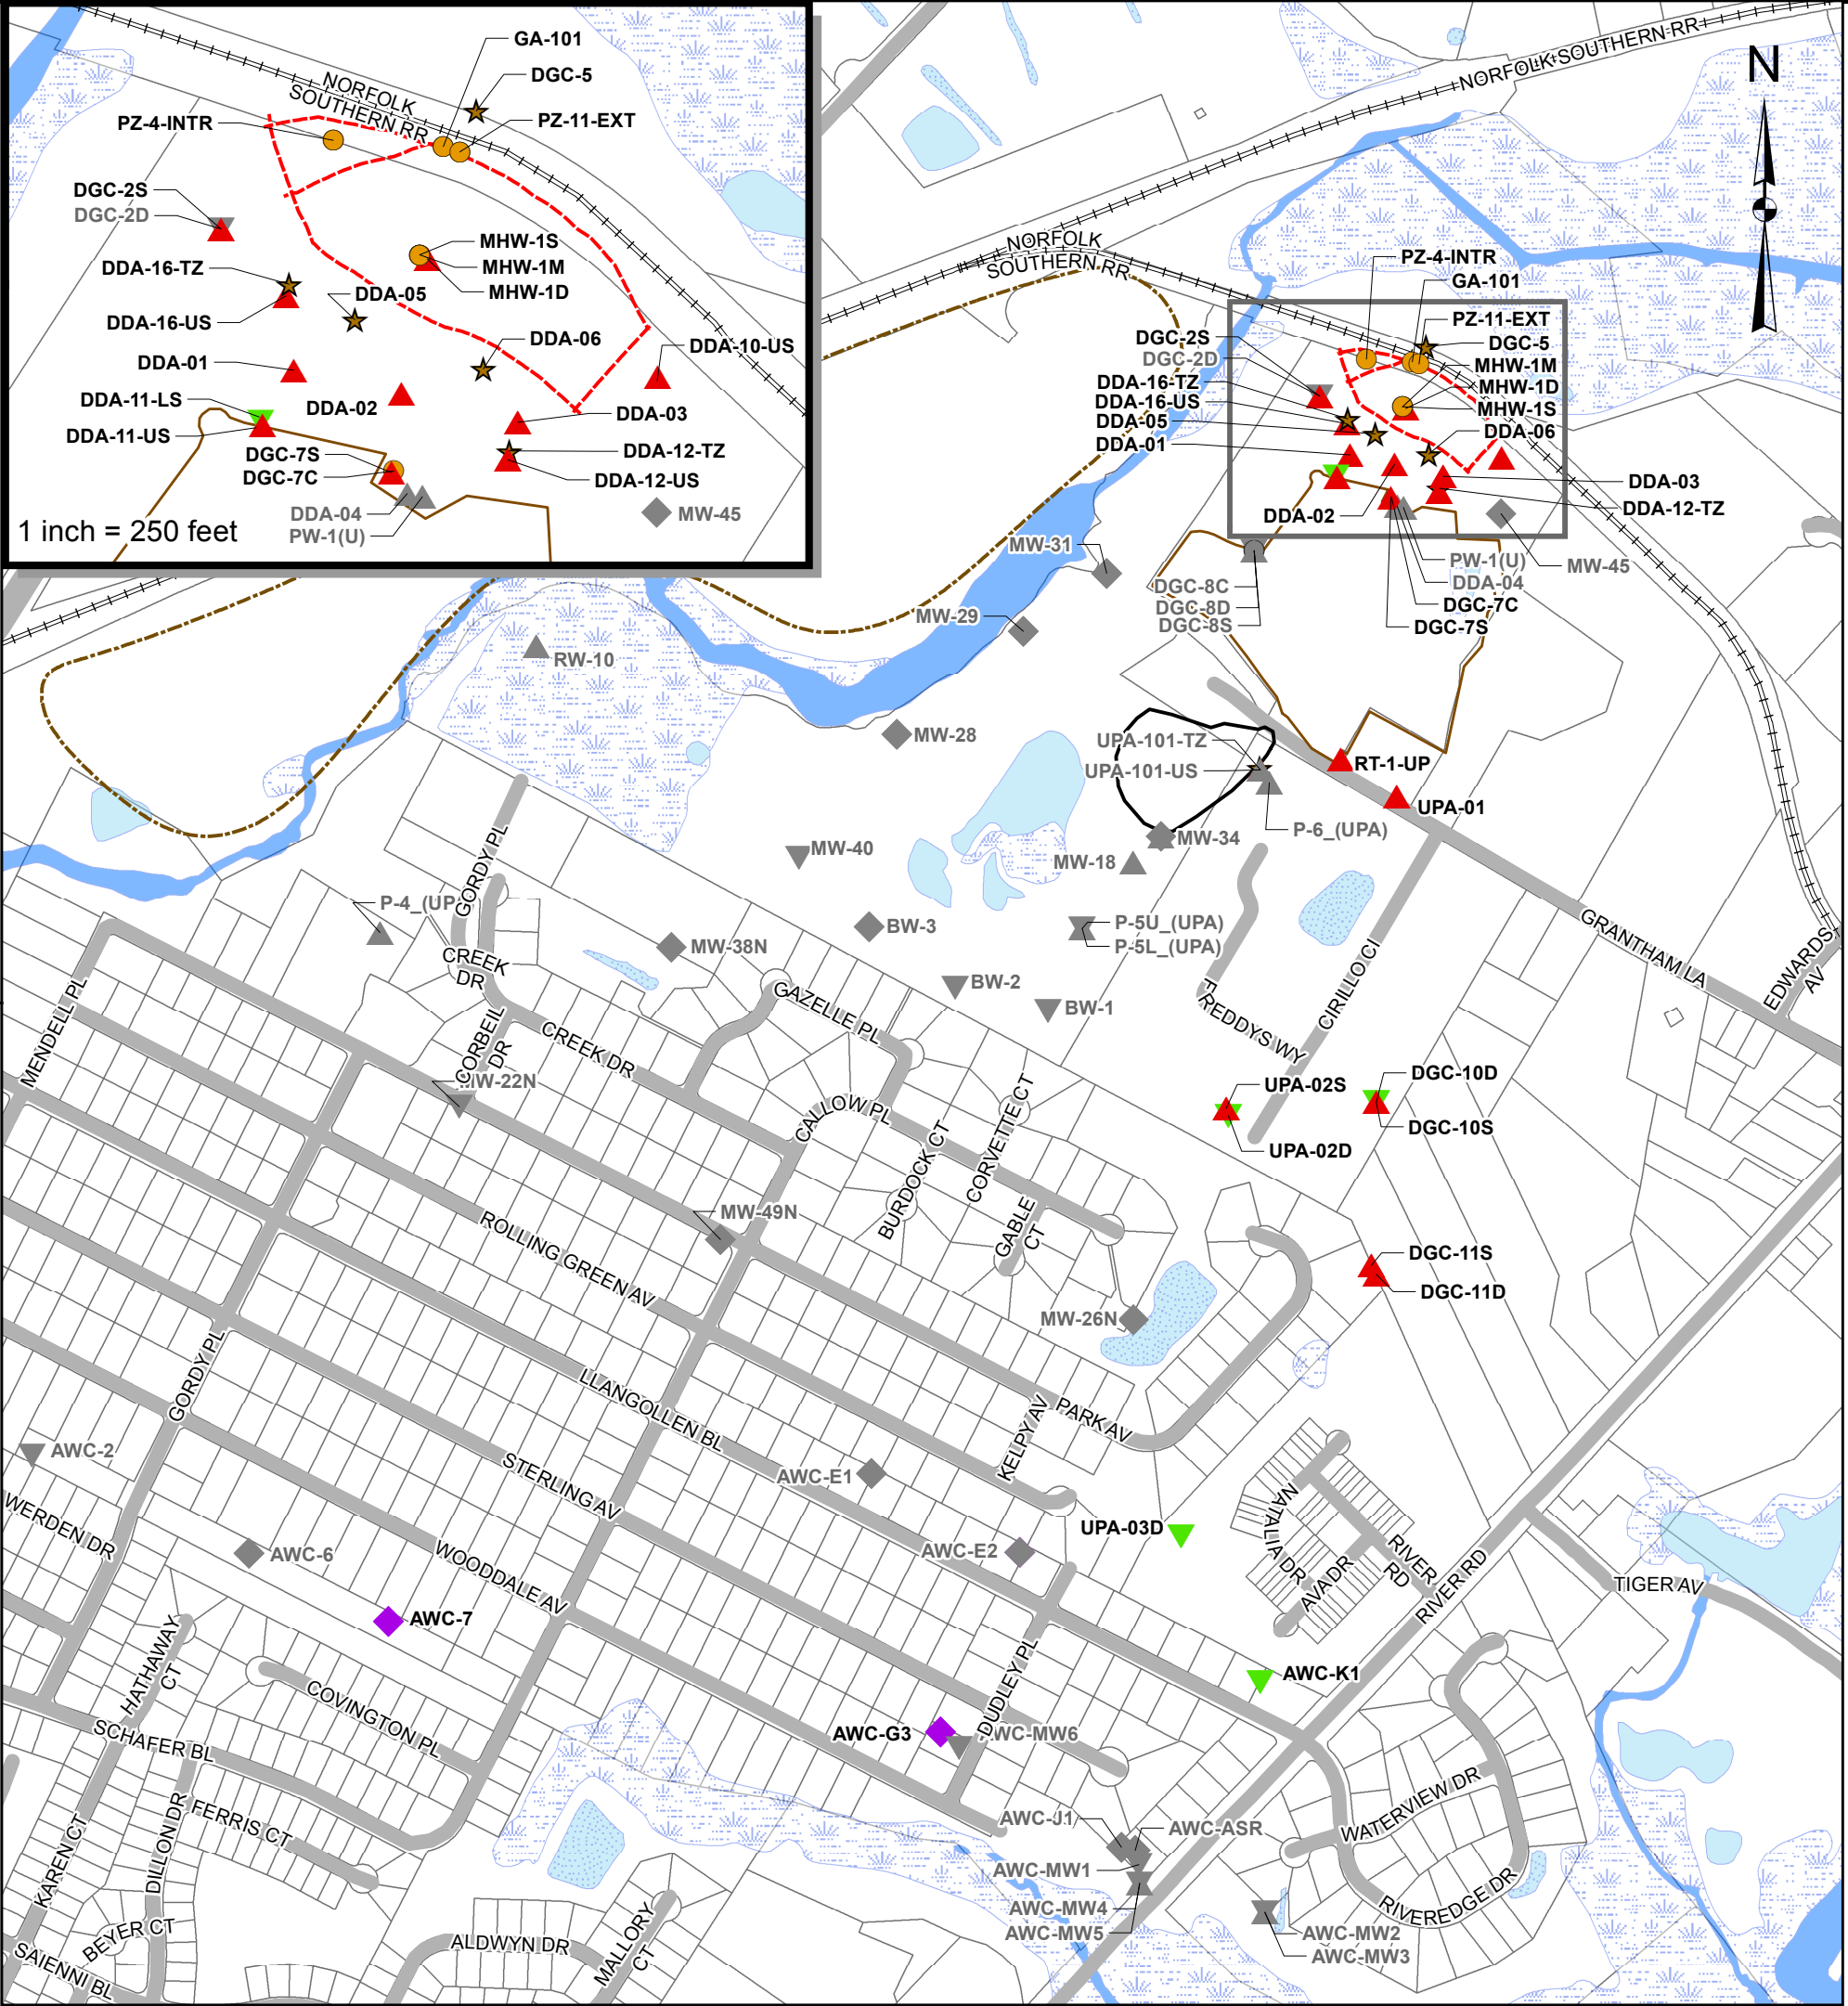 GA-101
DGC-5
NORFOLK
SOUTHERN RR
PZ-4-INTR
PZ-11-EXT
DGC-2S
DGC-2D
MHW-1S
MHW-1M
MHW-1D
DDA-16-TZ
DDA-05
DDA-16-US
DDA-06
DDA-10-US
DDA-01
DDA-11-LS
DDA-02
DDA-03
DDA-11-US
DGC-7S
DGC-7C
DDA-12-TZ
DDA-12-US
DDA-04
PW-1(U)
MW-45
1 inch = 250 feet
NORFOLK SOUTHERN RR
N
NORFOLK
SOUTHERN RR
PZ-4-INTR
GA-101
PZ-11-EXT
DGC-5
MHW-1M
MHW-1D
MHW-1S
DDA-06
DGC-2S
DGC-2D
DDA-16-TZ
DDA-16-US
DDA-05
DDA-01
DDA-03
DDA-12-TZ
DDA-02
PW-1(U)
MW-45
DDA-04
DGC-7C
DGC-7S
DGC-8C
DGC-8D
DGC-8S
MW-31
MW-29
RW-10
MW-28
UPA-101-TZ
UPA-101-US
RT-1-UP
UPA-01
P-6_(UPA)
MW-34
MW-18
MW-40
GORDY PL
P-4_(UP
BW-3
MW-38N
P-5U_(UPA)
P-5L_(UPA)
BW-2
BW-1
CREEK
DR
GAZELLE PL
CREEK DR
CORBEIL
DR
MW-22N
MENDELL PL
FREDDYS WY
CIRILLO CI
GRANTHAM LA
EDWARDS
AV
CALLOW PL
BURDOCK CT
CORVETTE CT
GABLE
CT
UPA-02S
UPA-02D
DGC-10D
DGC-10S
MW-49N
ROLLING GREEN AV
DGC-11S
DGC-11D
MW-26N
GORDY PL
LLANGOLLEN BL
KELPY AV
PARK AV
AWC-2
STERLING AV
AWC-E1
WERDEN DR
AWC-6
WOODDALE AV
AWC-E2
UPA-03D
NATALIA DR
AVA DR
RIVER
RD
RIVER RD
TIGER AV
AWC-7
HATHAWAY
CT
COVINGTON PL
AWC-K1
DUDLEY PL
AWC-G3
AWC-MW6
SCHAFER BL
FERRIS CT
DILLON DR
KAREN CT
WATERVIEW DR
RIVEREDGE DR
AWC-J1
AWC-ASR
AWC-MW1
AWC-MW4
AWC-MW5
AWC-MW2
AWC-MW3
BEYER CT
SAIENNI BL
ALDWYN DR
MALLORY
CT